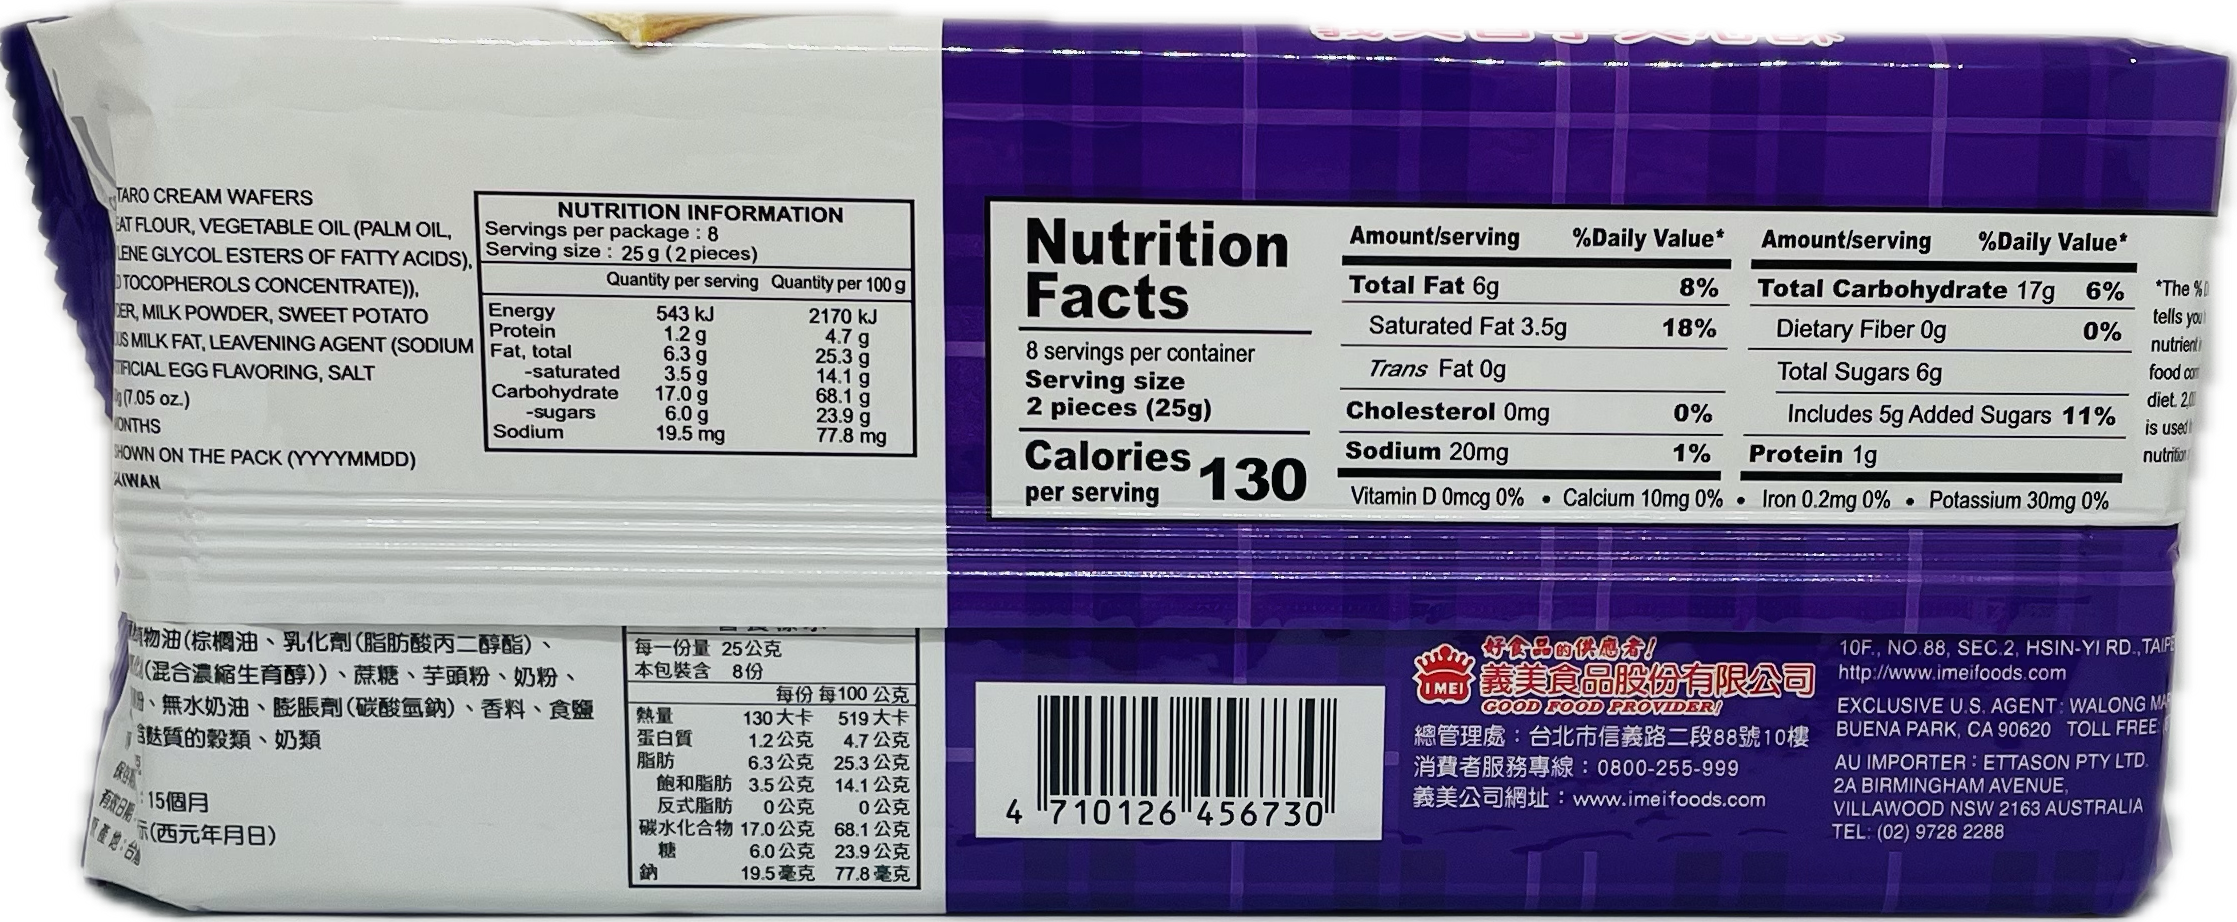 TARO CREAM WAFERS
FLOUR, VEGETABLE OIL (PALM OIL,
GLYCOL ESTERS OF FATTY ACIDS),
TOCOPHEROLS CONCENTRATE)),
MILK POWDER, SWEET POTATO
MILK FAT, LEAVENING AGENT (SODIUM
EGG FLAVORING, SALT
(7.05 oz.)
SHOWN ON THE PACK (YYYYMMDD)
NUTRITION INFORMATION
Servings per package : 8
Serving size : 25 g ( 2 pieces)
Quantity per serving Quantity per 100 g
Energy 543 kJ 2170 kJ
Protein 1.2 g 4.7 g
Fat, total 6.3 g 25.3 g
-saturated 3.5 g 14.1 g
Carbohydrate 17.0 g 68.1 g
-sugars 6.0 g 23.9 g
Sodium 19.5 mg 77.8 mg
Nutrition
Facts
8 servings per container
Serving size
2 pieces (25g)
Calories
per serving 130
Amount/serving %Daily Value*
Total Fat 6g 8%
Saturated Fat 3.5g 18%
Trans Fat 0g
Cholesterol 0mg 0%
Sodium 20mg 1%
Amount/serving %Daily Value*
Total Carbohydrate 17g 6%
Dietary Fiber 0g 0%
Total Sugars 6g
Includes 5g Added Sugars 11%
Protein 1g
Vitamin D 0mcg 0% • Calcium 10mg 0% • Iron 0.2mg 0% • Potassium 30mg 0%
*The %
tells
food
diet.
is
物油(棕櫚油、乳化劑(脂肪酸丙二醇酯)、
(混合濃縮生育醇))、蔗糖、芋頭粉、奶粉、
、無水奶油、膨脹劑(碳酸氫鈉)、香料、食鹽
含麩質的穀類、奶類
：15個月
有效日期
示(西元年月日)
每一份量 25公克
本包裝含 8份
每份 每100 公克
熱量 130 大卡 519 大卡
蛋白質 1.2 公克 4.7 公克
脂肪 6.3 公克 25.3 公克
飽和脂肪 3.5 公克 14.1 公克
反式脂肪 0 公克 0 公克
碳水化合物 17.0 公克 68.1 公克
糖 6.0 公克 23.9 公克
鈉 19.5 毫克 77.8 毫克
4 710126 456730
好食品的供應者!
I MEI 義美食品股份有限公司
GOOD FOOD PROVIDER!
總管理處：台北市信義路二段88號10樓
消費者服務專線：0800-255-999
義美公司網址：www.imeifoods.com
10F., NO.88, SEC.2, HSIN-YI RD.,
http://www.imeifoods.com
EXCLUSIVE U.S. AGENT: WALONG
BUENA PARK, CA 90620 TOLL FREE:
AU IMPORTER : ETTASON PTY LTD.
2A BIRMINGHAM AVENUE,
VILLAWOOD NSW 2163 AUSTRALIA
TEL: (02) 9728 2288